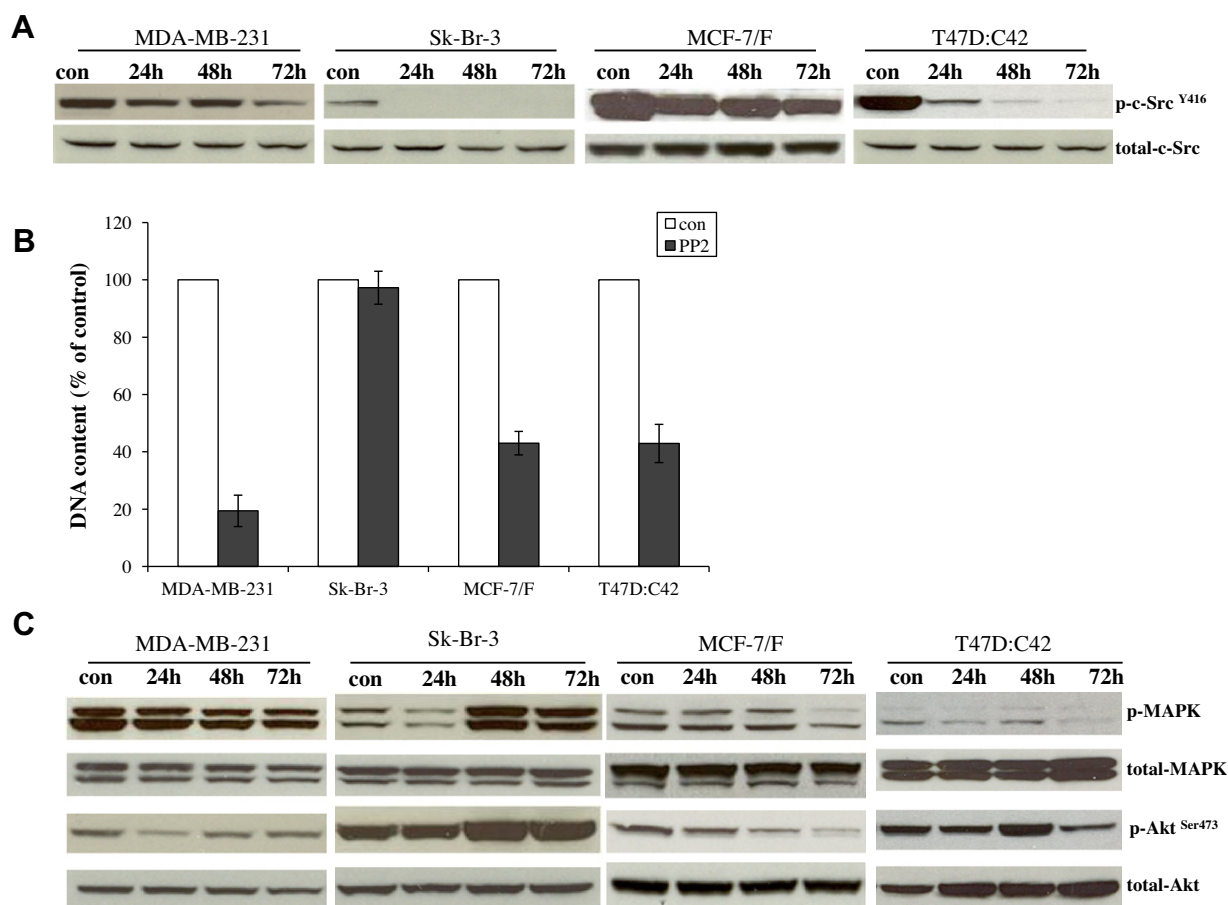 A
MDA-MB-231 Sk-Br-3 MCF-7/F T47D:C42
con 24h 48h 72h con 24h 48h 72h con 24h 48h 72h con 24h 48h 72h
p-c-Src Y416
total-c-Src
B
120
100
80
60
40
20
0
DNA content (% of control)
con
PP2
MDA-MB-231 Sk-Br-3 MCF-7/F T47D:C42
C
MDA-MB-231 Sk-Br-3 MCF-7/F T47D:C42
con 24h 48h 72h con 24h 48h 72h con 24h 48h 72h con 24h 48h 72h
p-MAPK
total-MAPK
p-Akt Ser473
total-Akt